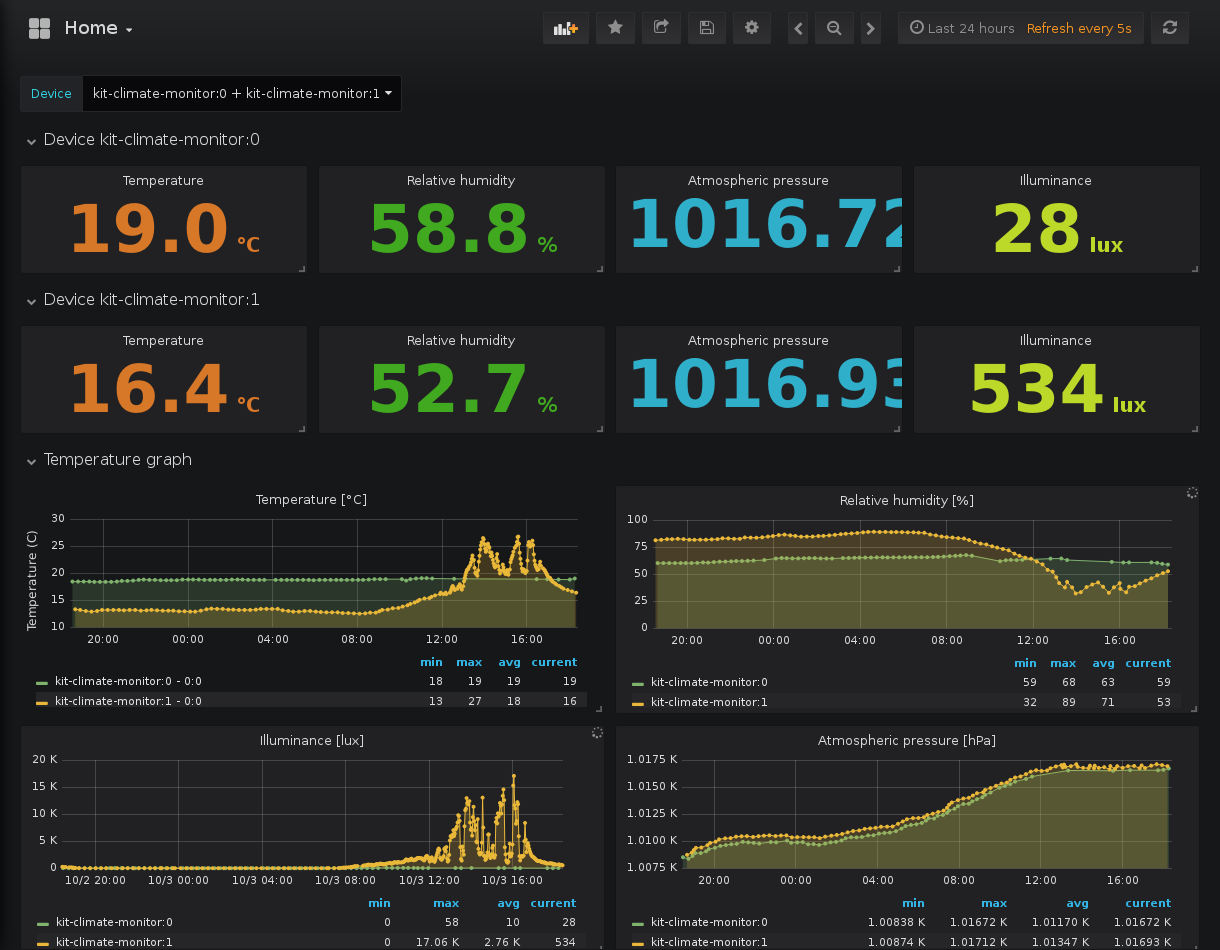 Home
Last 24 hours Refresh every 5s
Device kit-climate-monitor:0 + kit-climate-monitor:1
Device kit-climate-monitor:0
Temperature Relative humidity Atmospheric pressure Illuminance
19.0 °C 58.8 % 1016.72 28 lux
Device kit-climate-monitor:1
Temperature Relative humidity Atmospheric pressure Illuminance
16.4 °C 52.7 % 1016.93 534 lux
Temperature graph
Temperature [°C]
Temperature (C)
30
25
20
15
10
20:00 00:00 04:00 08:00 12:00 16:00
min max avg current
kit-climate-monitor:0 - 0:0 18 19 19 19
kit-climate-monitor:1 - 0:0 13 27 18 16
Relative humidity [%]
100
75
50
25
0
20:00 00:00 04:00 08:00 12:00 16:00
min max avg current
kit-climate-monitor:0 59 68 63 59
kit-climate-monitor:1 32 89 71 53
Illuminance [lux]
20 K
15 K
10 K
5 K
0
10/2 20:00 10/3 00:00 10/3 04:00 10/3 08:00 10/3 12:00 10/3 16:00
min max avg current
kit-climate-monitor:0 0 58 10 28
kit-climate-monitor:1 0 17.06 K 2.76 K 534
Atmospheric pressure [hPa]
1.0175 K
1.0150 K
1.0125 K
1.0100 K
1.0075 K
20:00 00:00 04:00 08:00 12:00 16:00
min max avg current
kit-climate-monitor:0 1.00838 K 1.01672 K 1.01170 K 1.01672 K
kit-climate-monitor:1 1.00874 K 1.01712 K 1.01347 K 1.01693 K